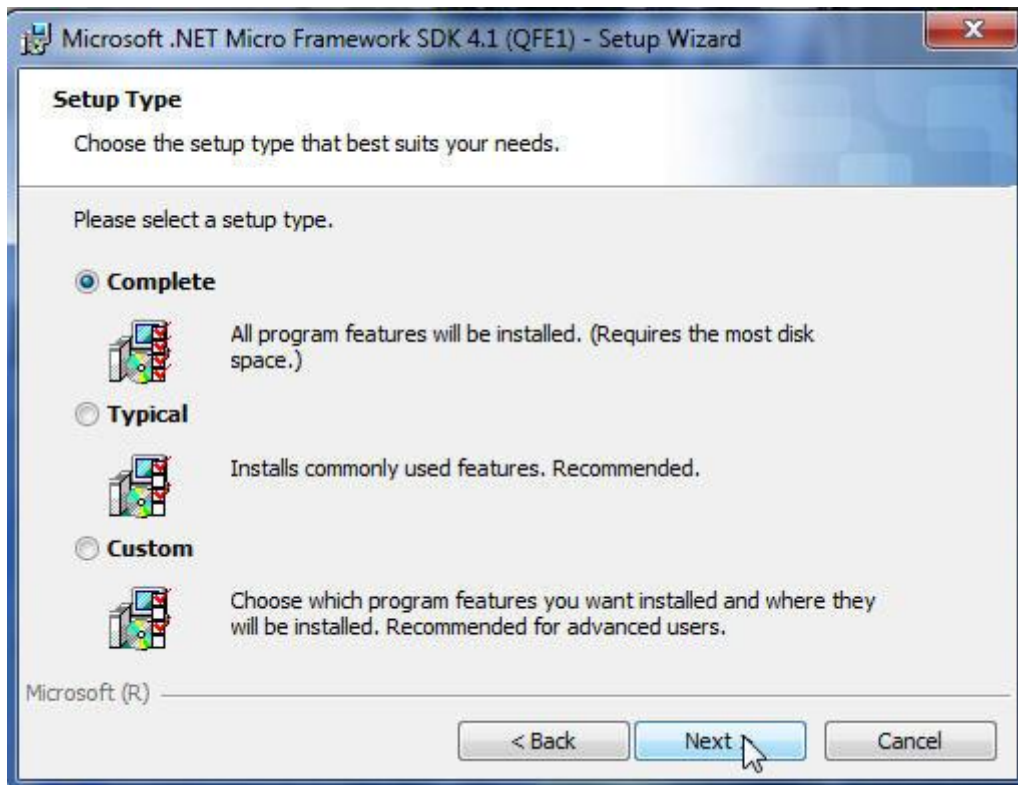 Microsoft .NET Micro Framework SDK 4.1 (QFE1) - Setup Wizard
Setup Type
Choose the setup type that best suits your needs.
Please select a setup type.
Complete
All program features will be installed. (Requires the most disk
space.)
Typical
Installs commonly used features. Recommended.
Custom
Choose which program features you want installed and where they
will be installed. Recommended for advanced users.
Microsoft (R)
< Back Next > Cancel